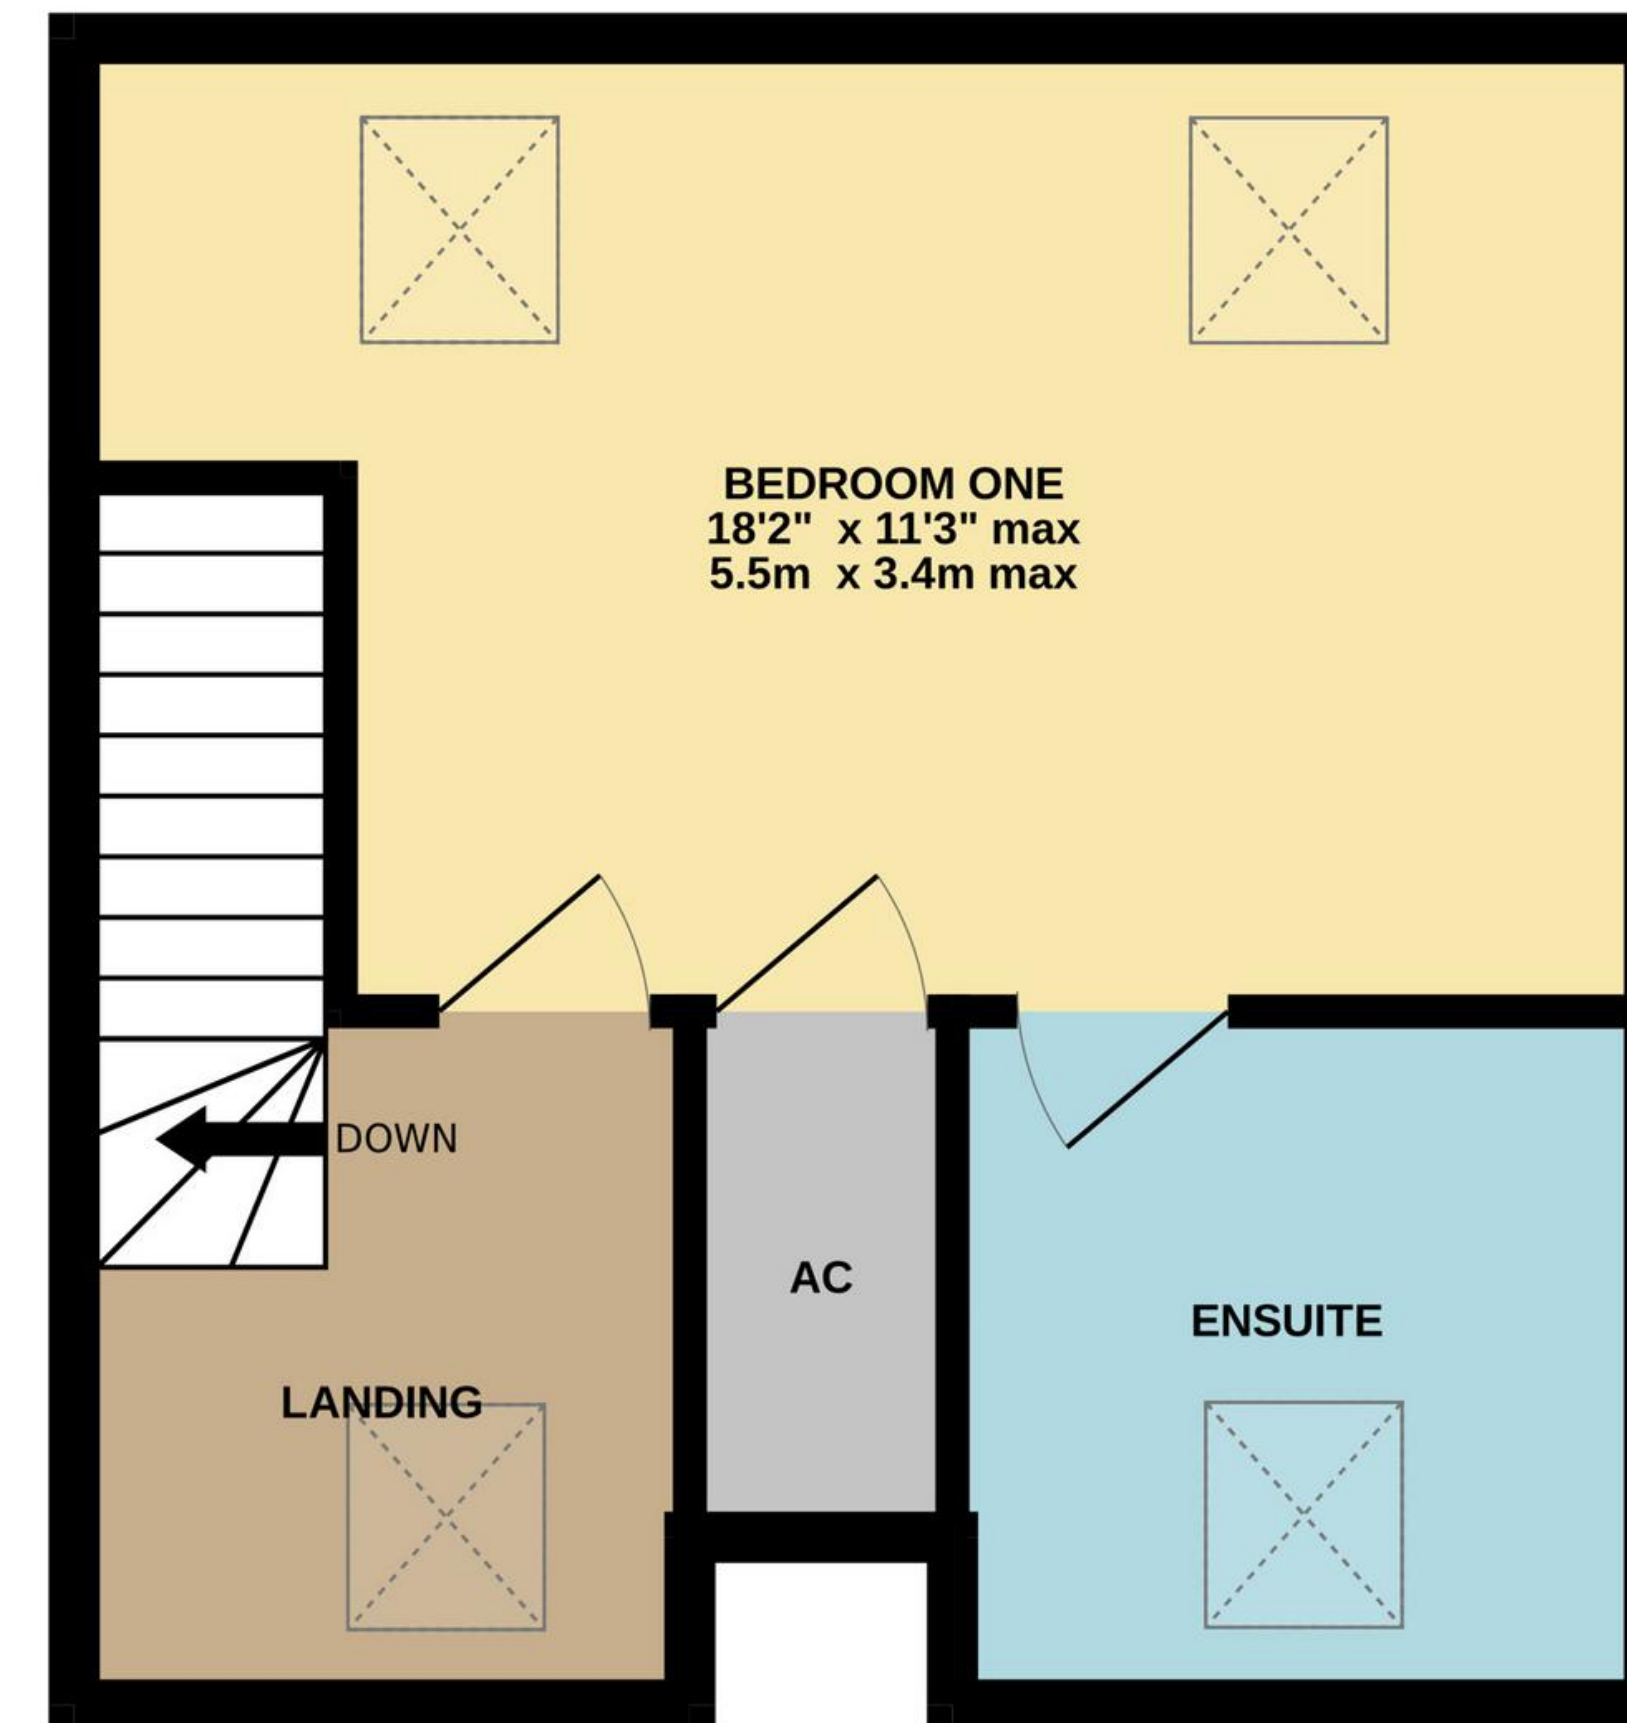 BEDROOM ONE
18'2" x 11'3" max
5.5m x 3.4m max
DOWN
AC
ENSUITE
LANDING